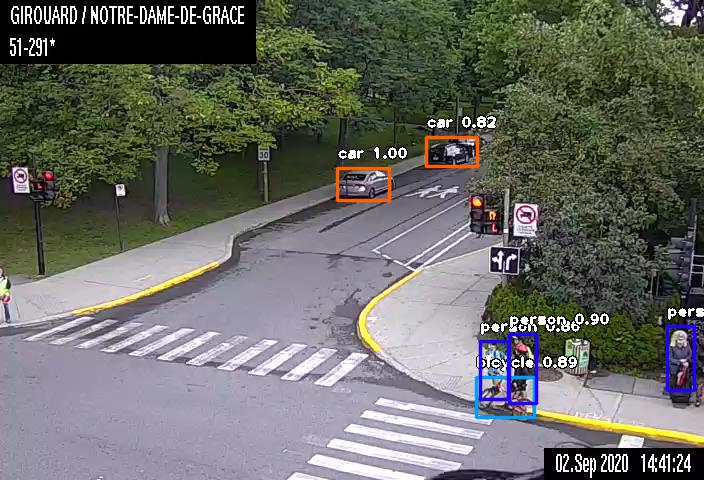 GIROUARD / NOTRE-DAME-DE-GRACE
51-291*
car 0.82
car 1.00
30
person 0.90
person 0.86
pers
bicycle 0.89
02.Sep 2020 14:41:24